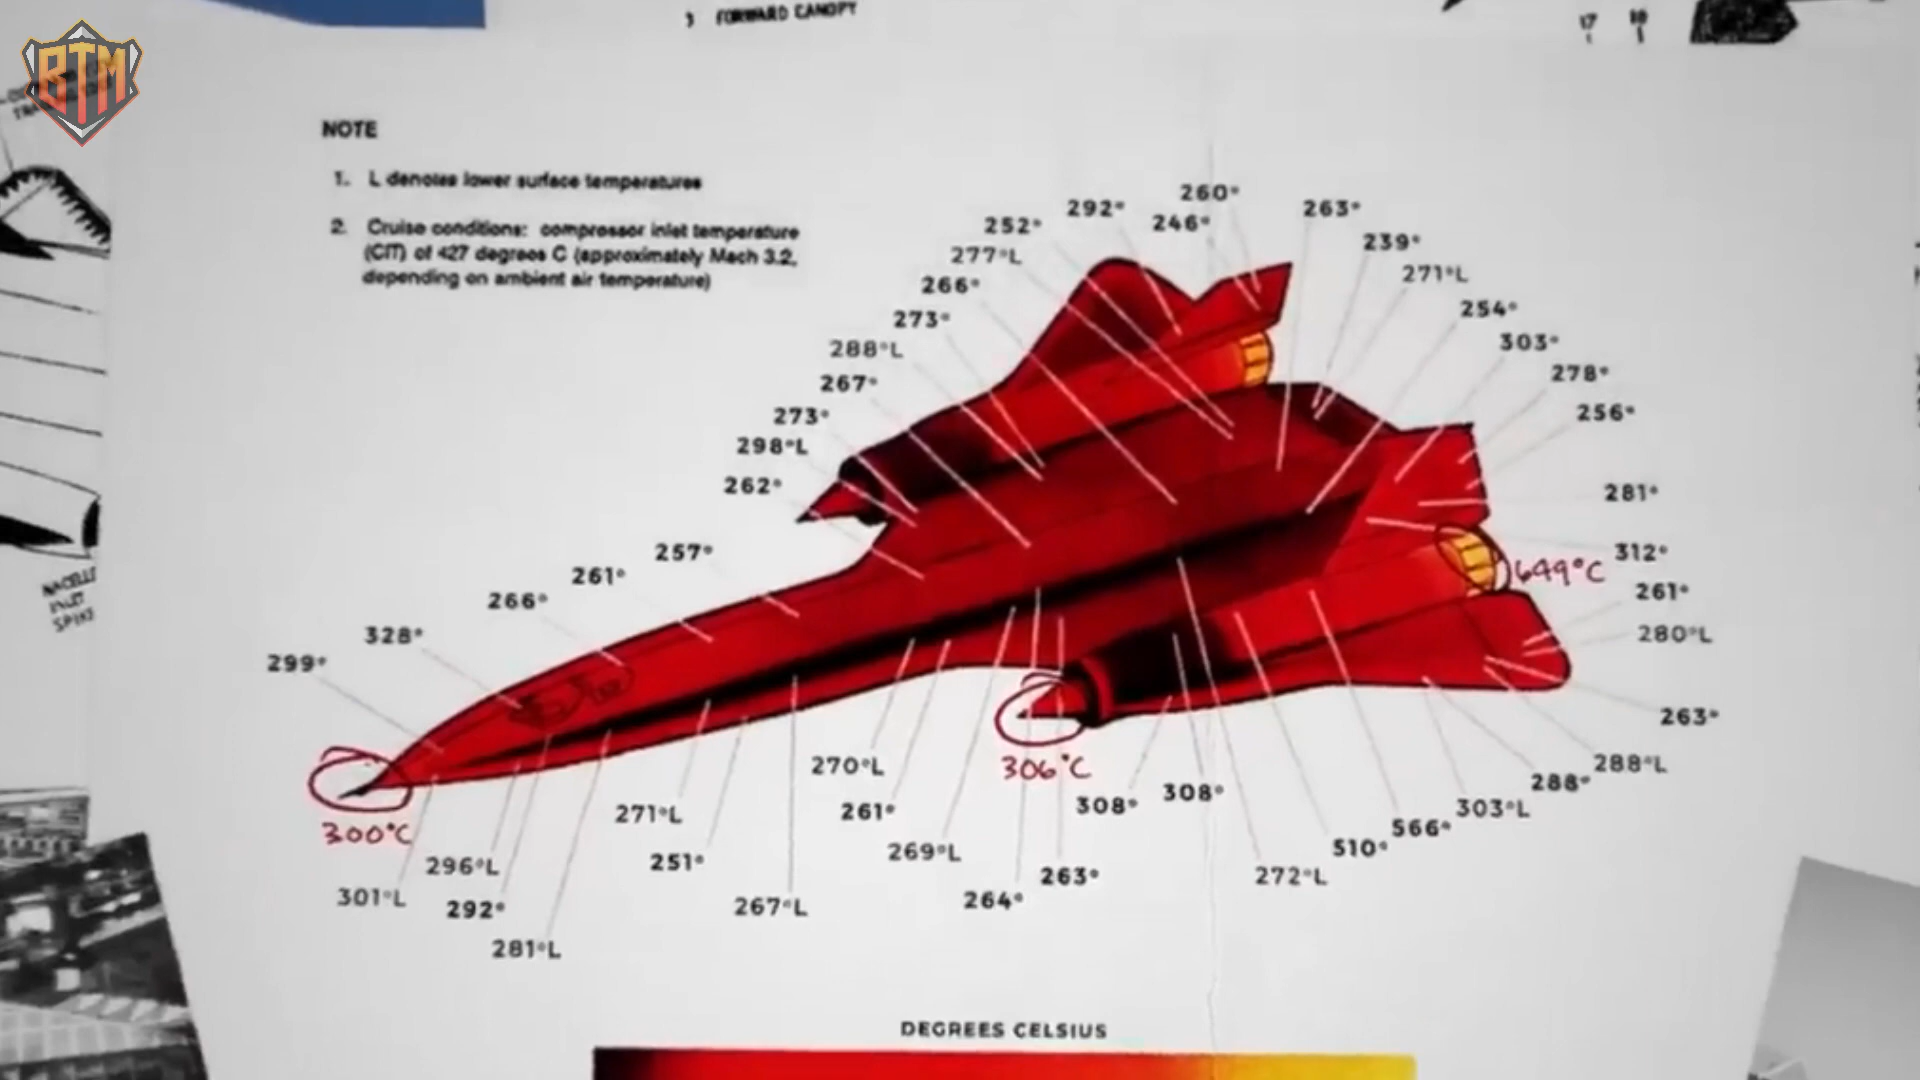 3 FORWARD CANOPY
17 18
BTM
NOTE
1. L denotes lower surface temperatures
2. Cruise conditions: compressor inlet temperature
(CIT) of 427 degrees C (approximately Mach 3.2,
depending on ambient air temperature)
260°
292°
246°
263°
252°
239°
277°L
271°L
266°
254°
273°
303°
288°L
278°
267°
256°
273°
298°L
262°
281°
257°
312°
261°
649°C
266°
261°
328°
280°L
299°
263°
NACELLE
INLET
SPIKE
270°L
306°C
288°L
288°
308°
308°
303°L
271°L
261°
566°
300°C
510°
269°L
296°L
251°
263°
272°L
301°L
292°
267°L
264°
281°L
DEGREES CELSIUS